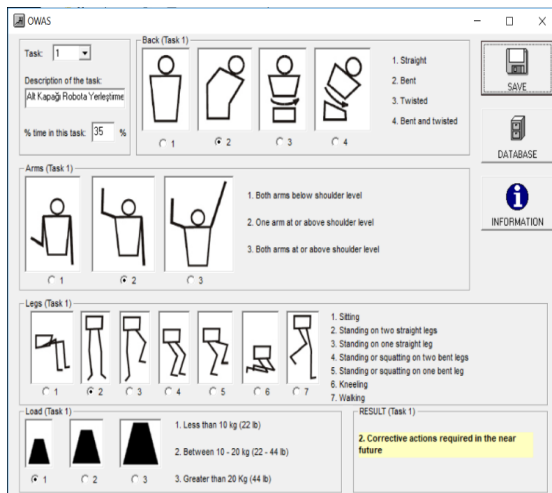 OWAS
Task: 1
Description of the task:
Alt Kapağı Robota Yerleştirme
% time in this task: 35 %
Back (Task 1)
1 2 3 4
1. Straight
2. Bent
3. Twisted
4. Bent and twisted
SAVE
DATABASE
INFORMATION
Arms (Task 1)
1 2 3
1. Both arms below shoulder level
2. One arm at or above shoulder level
3. Both arms at or above shoulder level
Legs (Task 1)
1 2 3 4 5 6 7
1. Sitting
2. Standing on two straight legs
3. Standing on one straight leg
4. Standing or squatting on two bent legs
5. Standing or squatting on one bent leg
6. Kneeling
7. Walking
Load (Task 1)
1 2 3
1. Less than 10 kg (22 lb)
2. Between 10 - 20 kg (22 - 44 lb)
3. Greater than 20 Kg (44 lb)
RESULT (Task 1)
2. Corrective actions required in the near
future